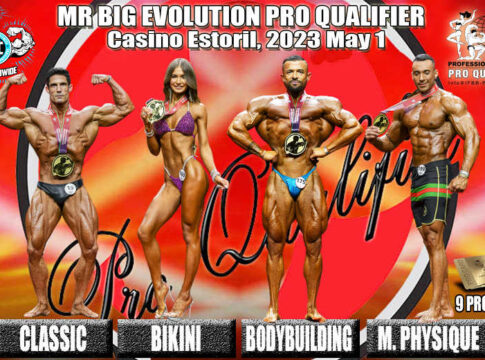 MR BIG EVOLUTION PRO QUALIFIER
Casino Estoril, 2023 May 1
PROFESSIONAL
PRO QU
Pro Qualifier
9 PRO
CLASSIC
BIKINI
BODYBUILDING
M. PHYSIQUE